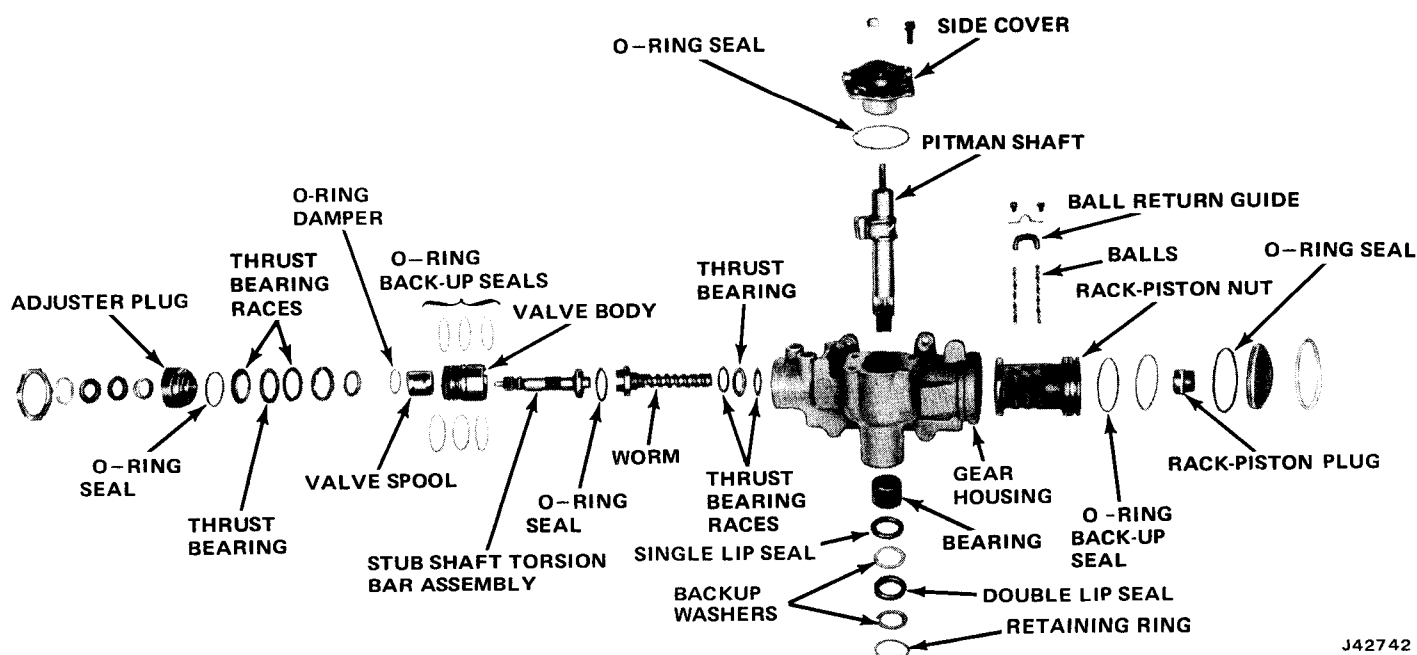 SIDE COVER
O-RING SEAL
PITMAN SHAFT
O-RING
DAMPER
BALL RETURN GUIDE
O-RING
BACK-UP SEALS
THRUST
BEARING
RACES
THRUST
BEARING
BALLS
O-RING SEAL
ADJUSTER PLUG
VALVE BODY
RACK-PISTON NUT
O-RING
SEAL
VALVE SPOOL
WORM
RACK-PISTON PLUG
THRUST
BEARING
STUB SHAFT TORSION
BAR ASSEMBLY
O-RING
SEAL
THRUST
BEARING
RACES
GEAR
HOUSING
O-RING
BACK-UP
SEAL
SINGLE LIP SEAL
BEARING
BACKUP
WASHERS
DOUBLE LIP SEAL
RETAINING RING
J42742